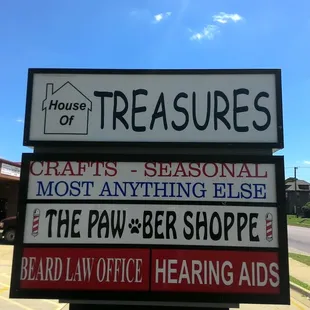 House
Of
TREASURES
CRAFTS - SEASONAL
MOST ANYTHING ELSE
THE PAW BER SHOPPE
BEARD LAW OFFICE
HEARING AIDS